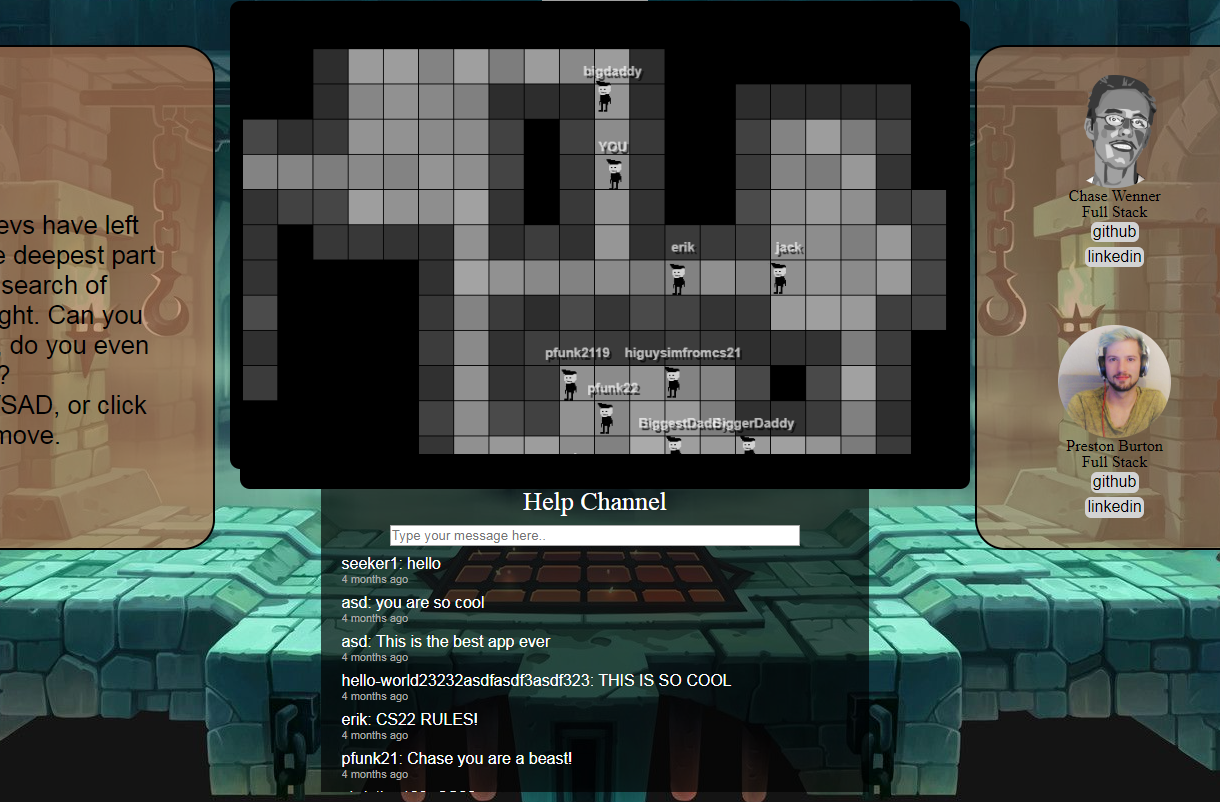 evs have left
e deepest part
search of
ght. Can you
, do you even
?
/SAD, or click
move.
bigdaddy
YOU
erik
jack
pfunk2119
higuysimfromcs21
pfunk22
BiggerDaddy
Chase Wenner
Full Stack
github
linkedin
Preston Burton
Full Stack
github
linkedin
Help Channel
Type your message here..
seeker1: hello
4 months ago
asd: you are so cool
4 months ago
asd: This is the best app ever
4 months ago
hello-world23232asdfasdf3asdf323: THIS IS SO COOL
4 months ago
erik: CS22 RULES!
4 months ago
pfunk21: Chase you are a beast!
4 months ago